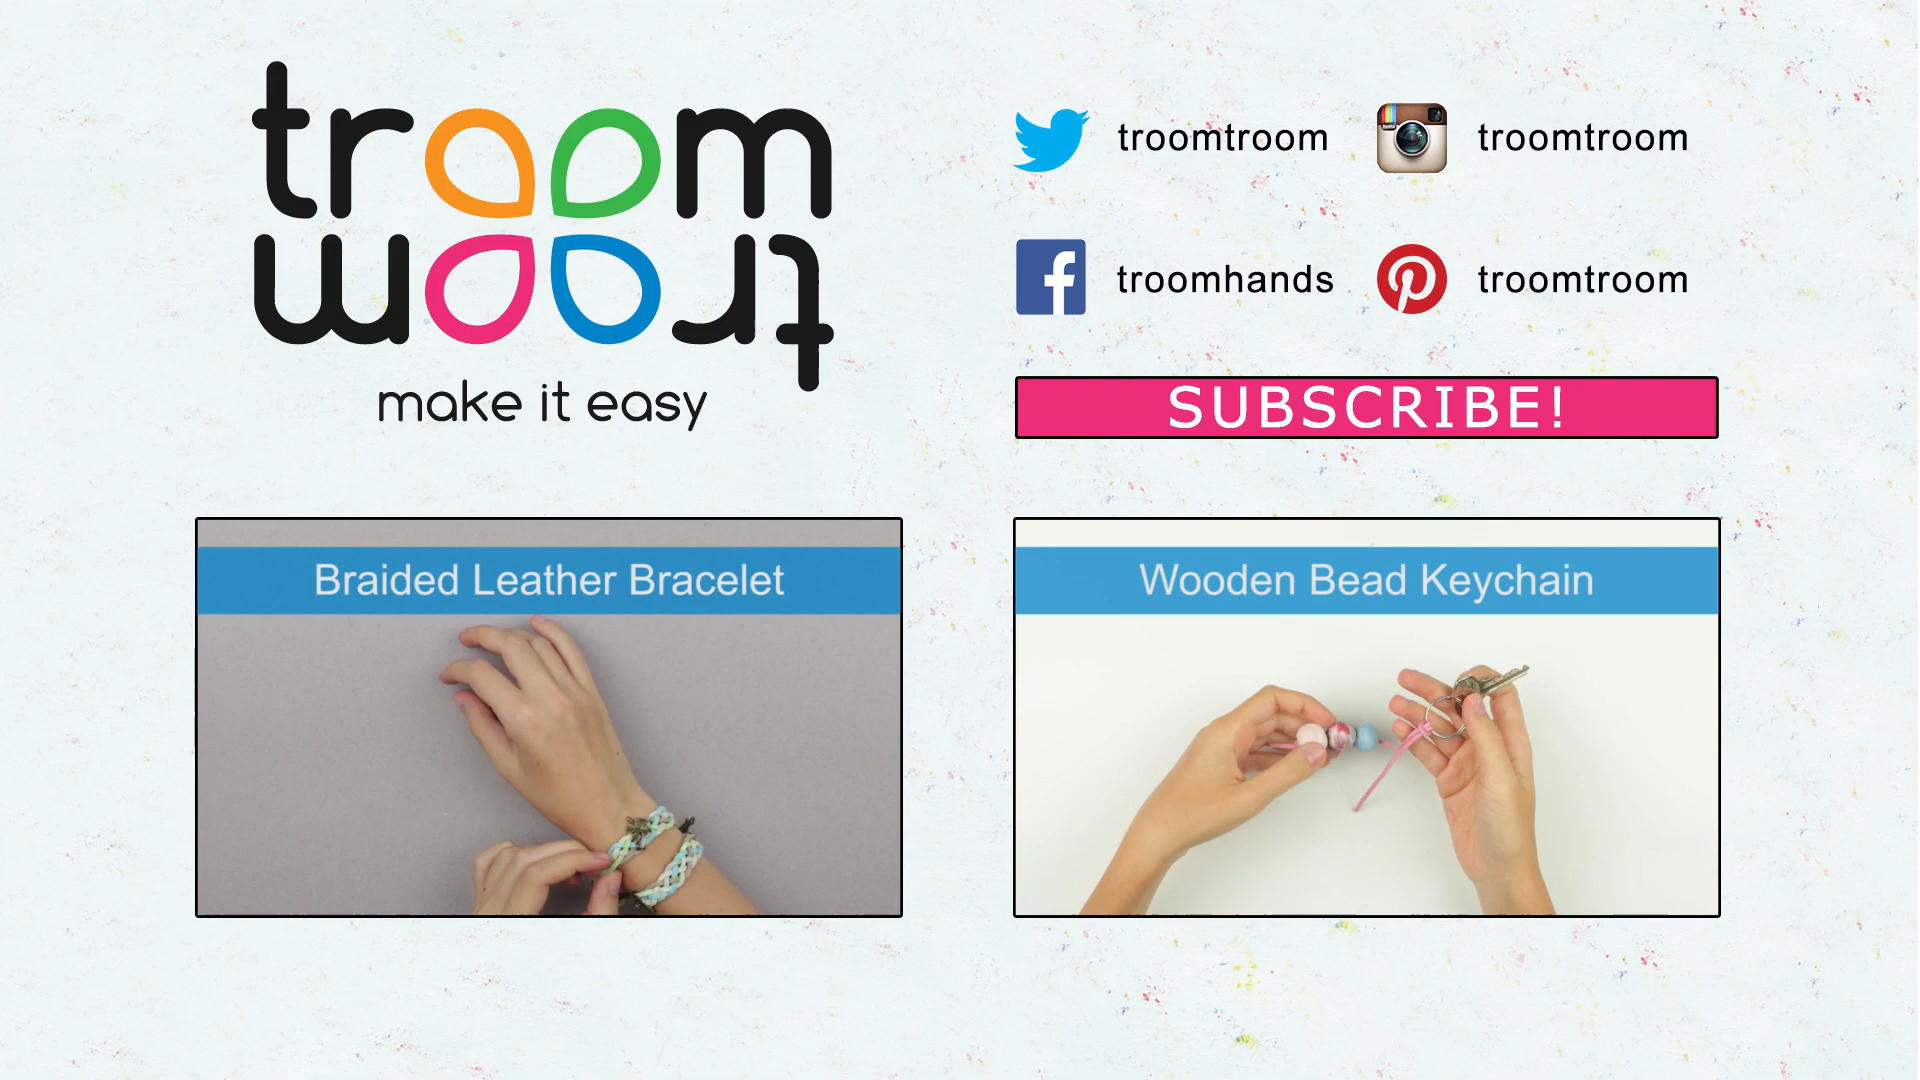 troom
troom
make it easy
troomtroom
troomtroom
troomhands
troomtroom
SUBSCRIBE!
Braided Leather Bracelet
Wooden Bead Keychain